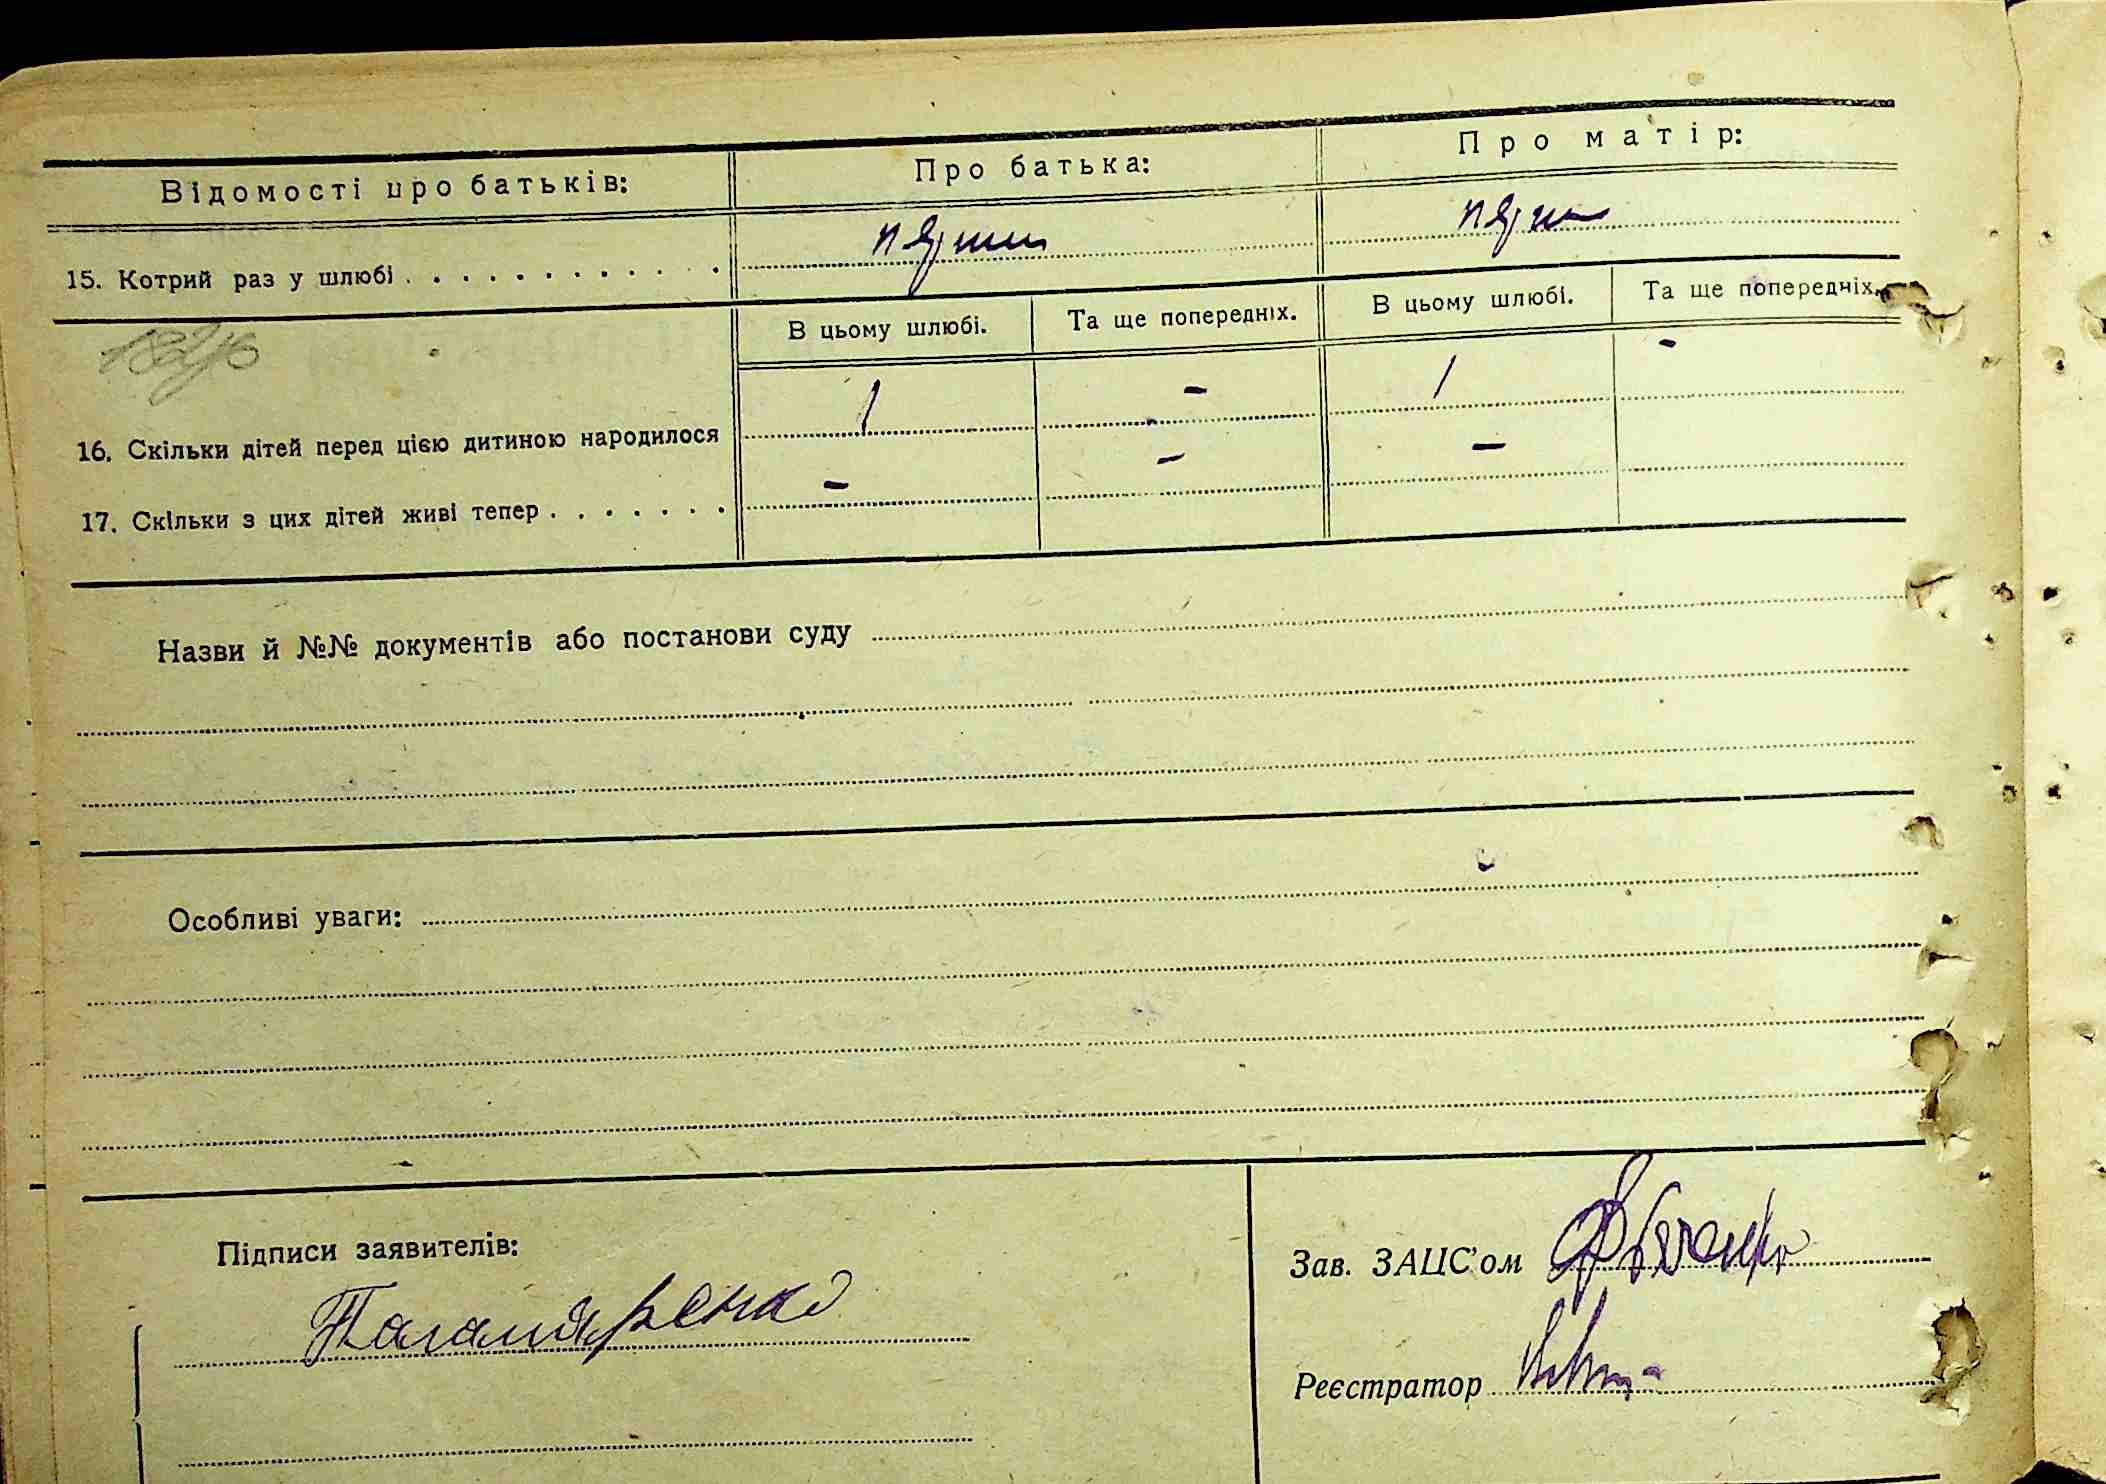 Відомості про батьків: Про батька: Про матір:
15. Котрий раз у шлюбі . . . . . . . . . . . .
В цьому шлюбі. Та ще попередніх. В цьому шлюбі. Та ще попередніх.
16. Скільки дітей перед цією дитиною народилося 1 - 1 -
17. Скільки з цих дітей живі тепер . . . . . . . - - -
Назви й №№ документів або постанови суду
Особливі уваги:
Підписи заявителів:
Зав. ЗАЦС'ом
Реєстратор